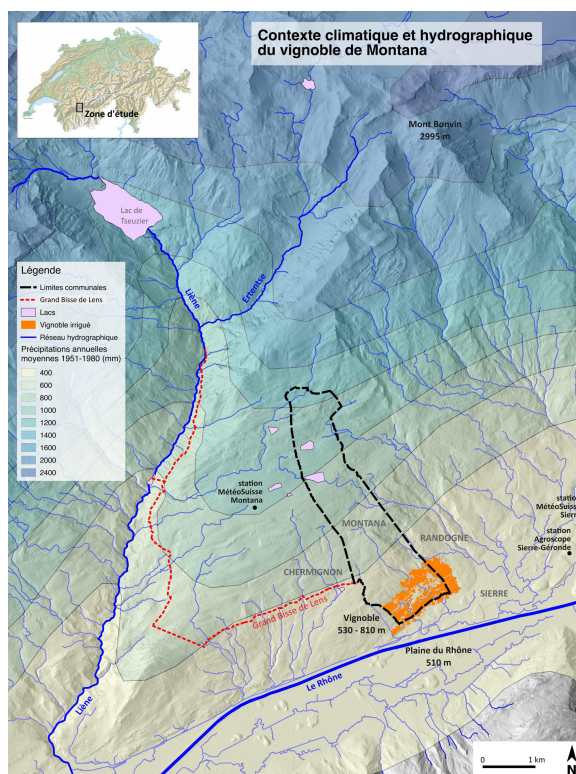 Contexte climatique et hydrographique
du vignoble de Montana
Zone d'étude
Mont Bonvin
2995 m
Lac de
Tseuzier
Légende
Limites communales
Grand Bisse de Lens
Lacs
Vignoble irrigué
Réseau hydrographique
Précipitations annuelles
moyennes 1951-1980 (mm)
400
600
800
1000
1200
1400
1600
2000
2400
Liène
Ertentse
station
MétéoSuisse
Montana
station
MétéoSuisse
Sierre
station
Agroscope
Sierre-Géronde
MONTANA
RANDOGNE
CHERMIGNON
SIERRE
Grand Bisse de Lens
Vignoble
530 - 810 m
Plaine du Rhône
510 m
Le Rhône
Liène
0
1 km
N